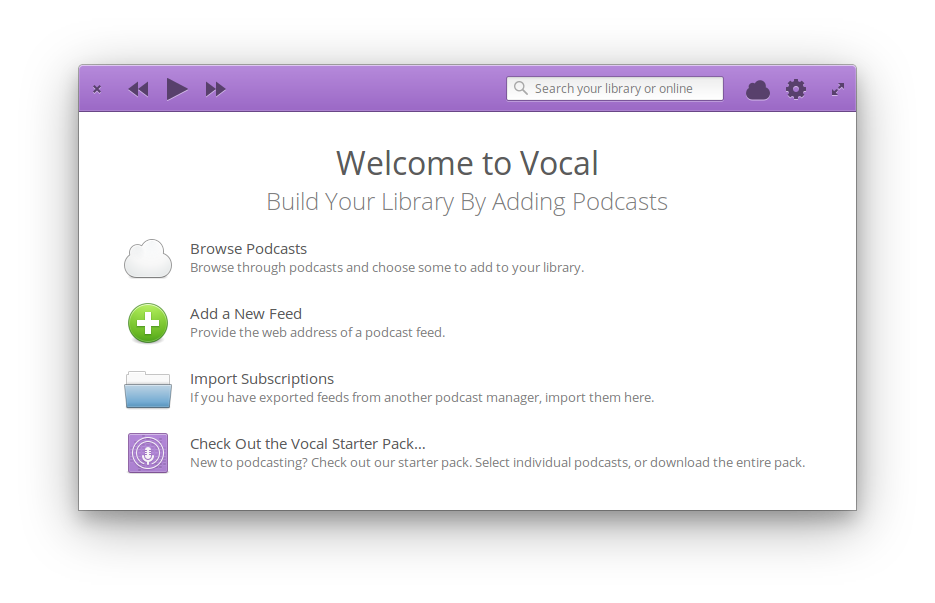 Search your library or online
Welcome to Vocal
Build Your Library By Adding Podcasts
Browse Podcasts
Browse through podcasts and choose some to add to your library.
Add a New Feed
Provide the web address of a podcast feed.
Import Subscriptions
If you have exported feeds from another podcast manager, import them here.
Check Out the Vocal Starter Pack...
New to podcasting? Check out our starter pack. Select individual podcasts, or download the entire pack.